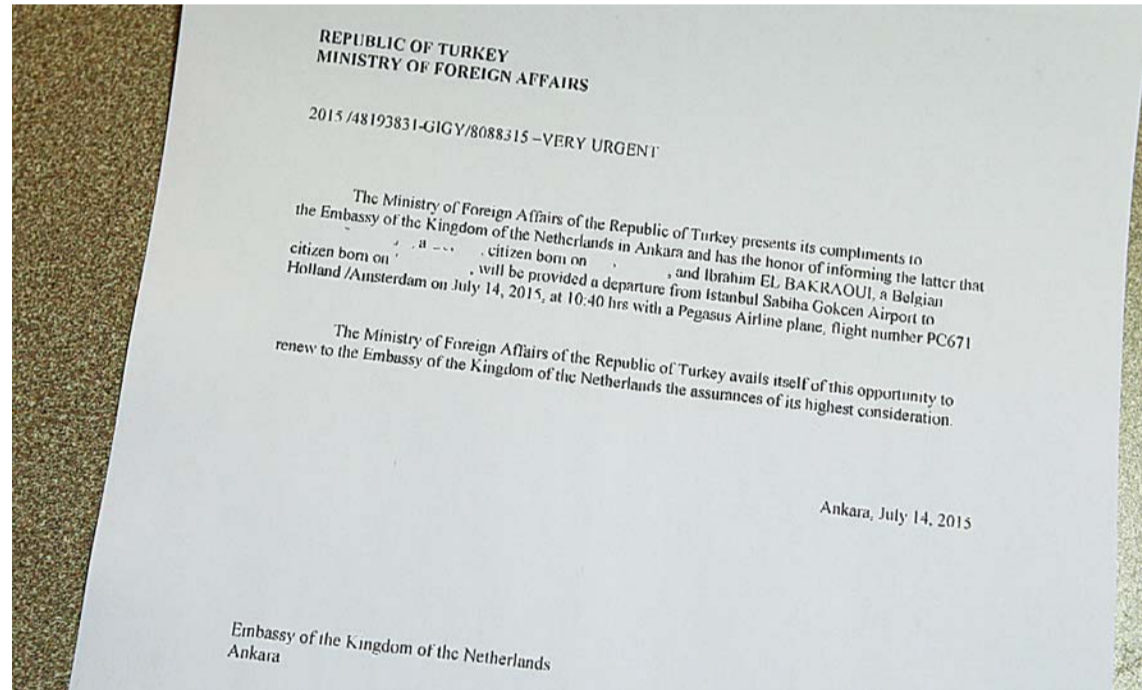 REPUBLIC OF TURKEY
MINISTRY OF FOREIGN AFFAIRS
2015 /48193831-GIGY/8088315 –VERY URGENT
The Ministry of Foreign Affairs of the Republic of Turkey presents its compliments to
the Embassy of the Kingdom of the Netherlands in Ankara and has the honor of informing the latter that
, a , citizen born on , and Ibrahim EL BAKRAOUI, a Belgian
citizen born on , will be provided a departure from Istanbul Sabiha Gokcen Airport to
Holland /Amsterdam on July 14, 2015, at 10:40 hrs with a Pegasus Airline plane, flight number PC671
The Ministry of Foreign Affairs of the Republic of Turkey avails itself of this opportunity to
renew to the Embassy of the Kingdom of the Netherlands the assurances of its highest consideration.
Ankara, July 14, 2015
Embassy of the Kingdom of the Netherlands
Ankara